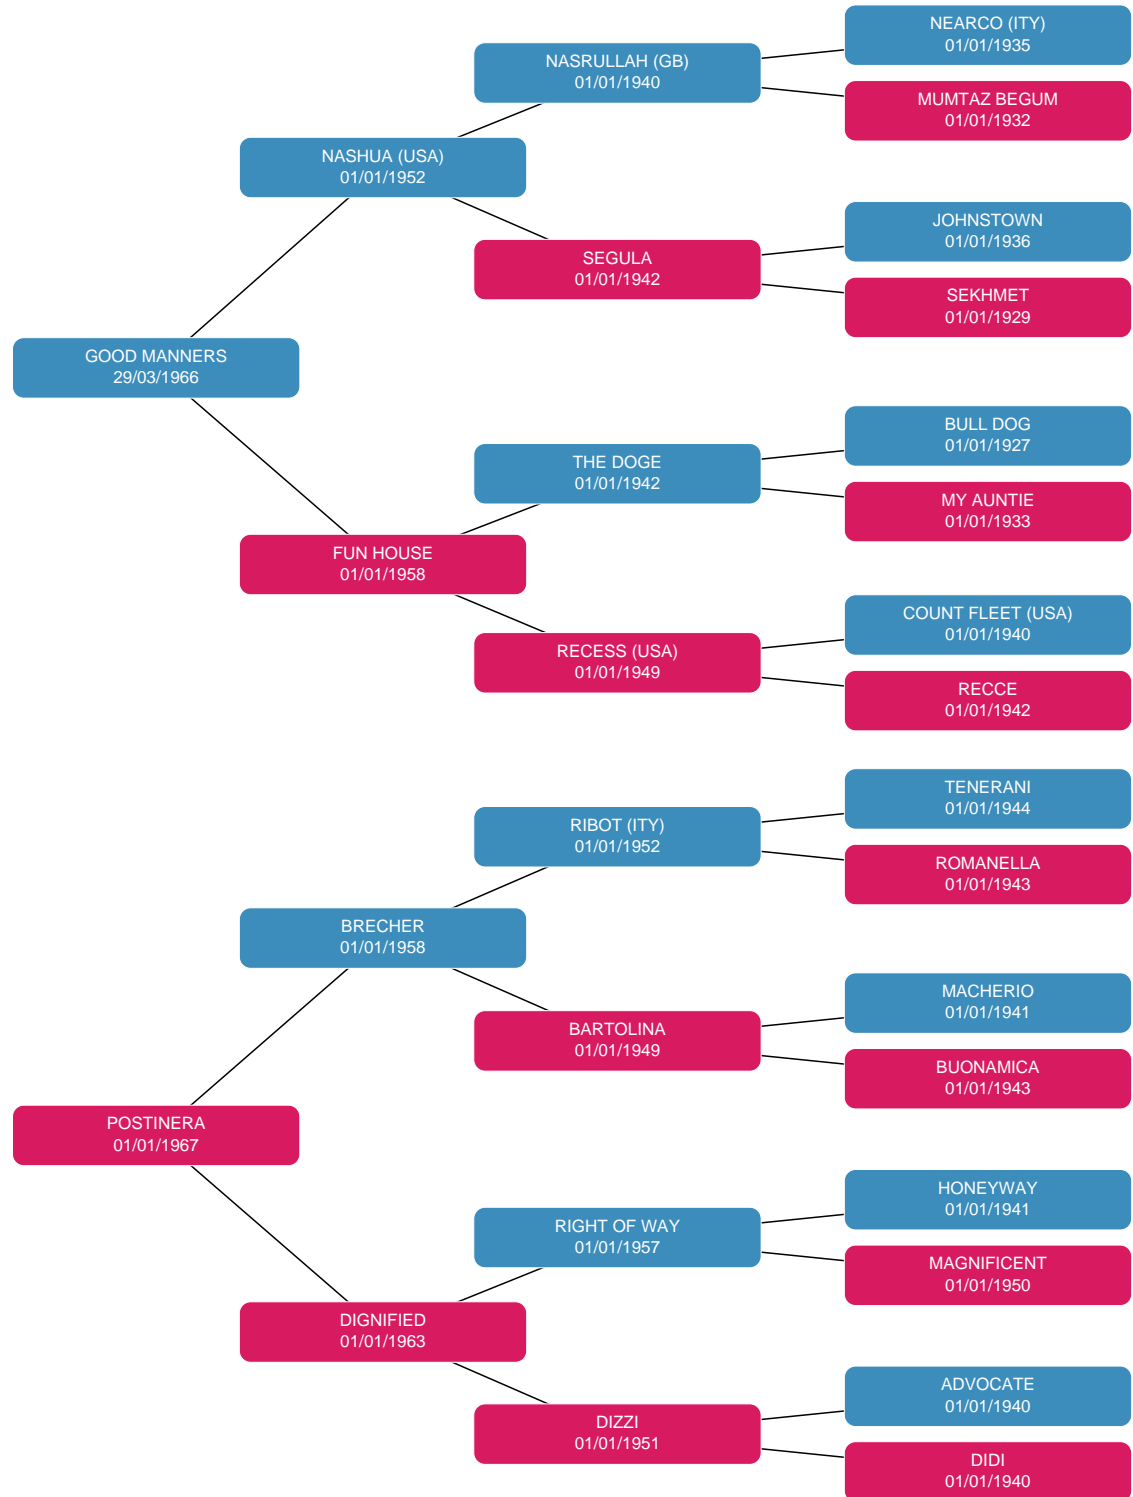 NEARCO (ITY)
01/01/1935
NASRULLAH (GB)
01/01/1940
MUMTAZ BEGUM
01/01/1932
NASHUA (USA)
01/01/1952
JOHNSTOWN
01/01/1936
SEGULA
01/01/1942
SEKHMET
01/01/1929
GOOD MANNERS
29/03/1966
BULL DOG
01/01/1927
THE DOGE
01/01/1942
MY AUNTIE
01/01/1933
FUN HOUSE
01/01/1958
COUNT FLEET (USA)
01/01/1940
RECESS (USA)
01/01/1949
RECCE
01/01/1942
TENERANI
01/01/1944
RIBOT (ITY)
01/01/1952
ROMANELLA
01/01/1943
BRECHER
01/01/1958
MACHERIO
01/01/1941
BARTOLINA
01/01/1949
BUONAMICA
01/01/1943
POSTINERA
01/01/1967
HONEYWAY
01/01/1941
RIGHT OF WAY
01/01/1957
MAGNIFICENT
01/01/1950
DIGNIFIED
01/01/1963
ADVOCATE
01/01/1940
DIZZI
01/01/1951
DIDI
01/01/1940